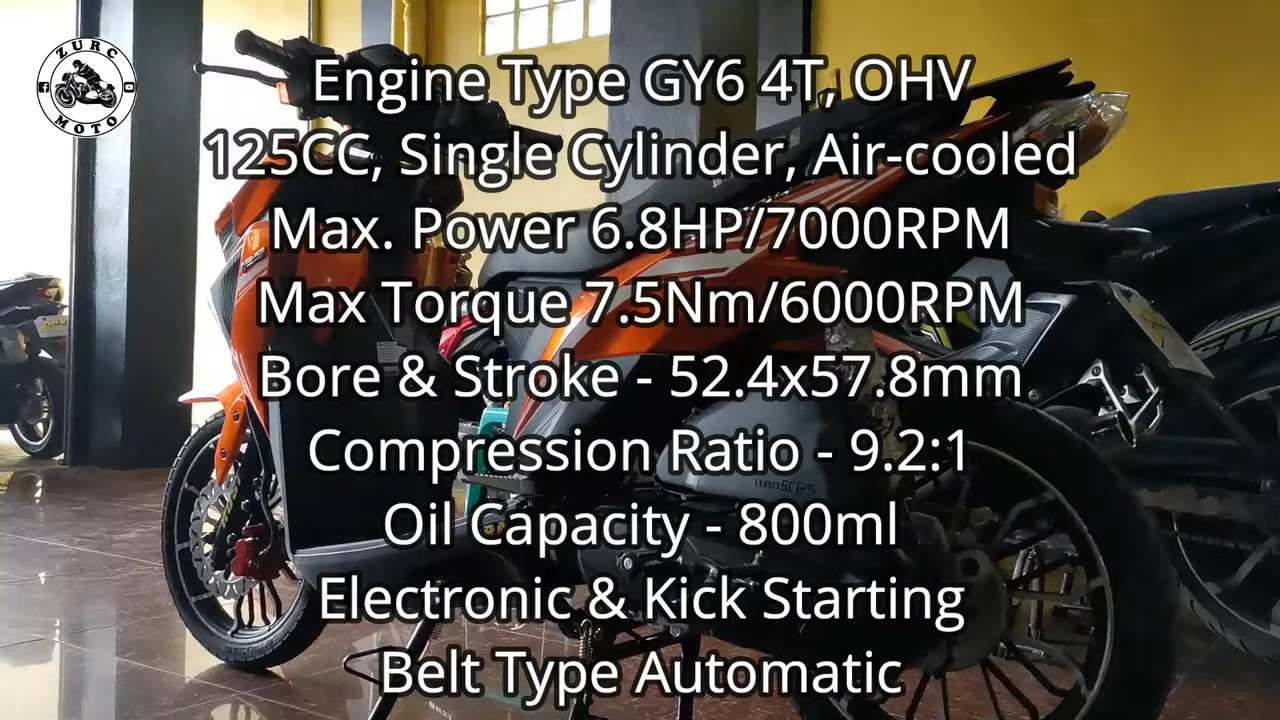 ZURC
MOTO
Engine Type GY6 4T, OHV
125CC, Single Cylinder, Air-cooled
Max. Power 6.8HP/7000RPM
Max Torque 7.5Nm/6000RPM
Bore & Stroke - 52.4x57.8mm
Compression Ratio - 9.2:1
Oil Capacity - 800ml
Electronic & Kick Starting
Belt Type Automatic